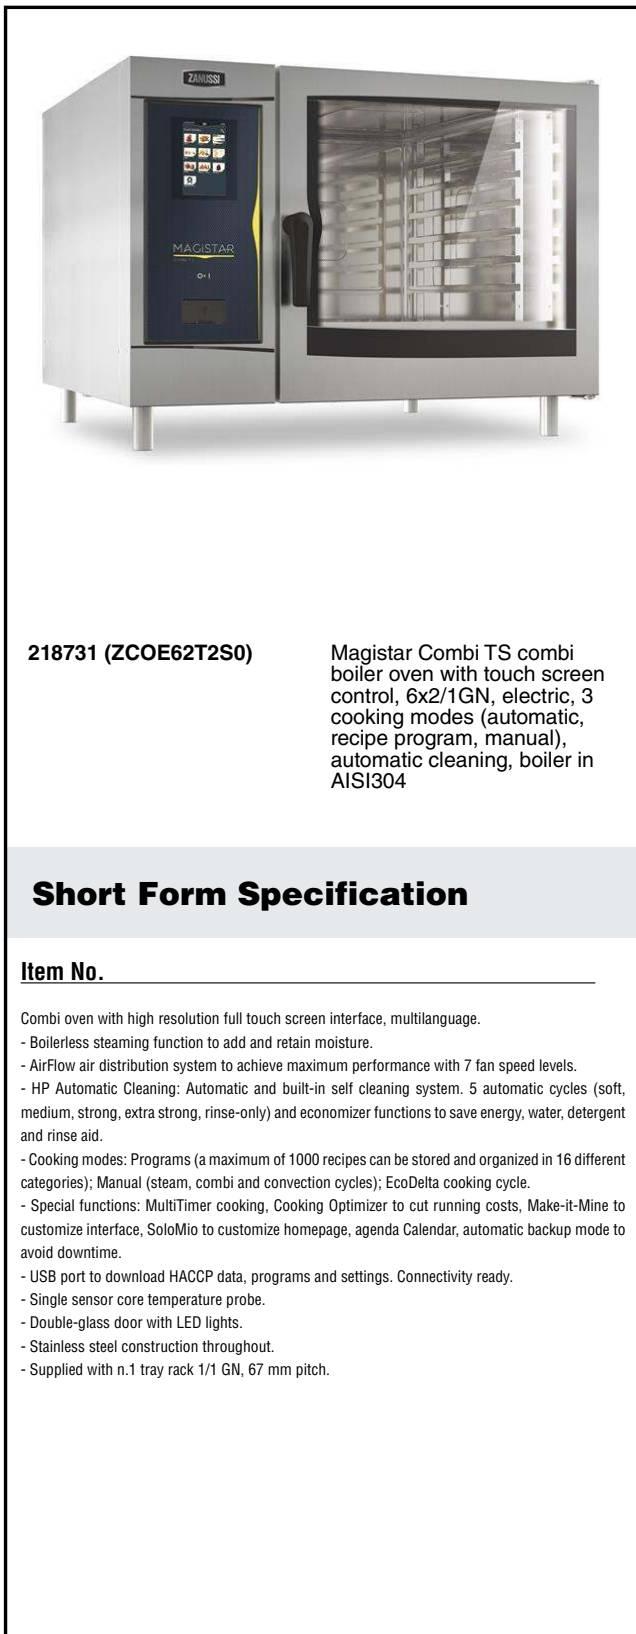 ZANUSSI
MAGISTAR
218731 (ZCOE62T2S0)
Magistar Combi TS combi
boiler oven with touch screen
control, 6x2/1GN, electric, 3
cooking modes (automatic,
recipe program, manual),
automatic cleaning, boiler in
AISI304
Short Form Specification
Item No.
Combi oven with high resolution full touch screen interface, multilanguage.
- Boilerless steaming function to add and retain moisture.
- AirFlow air distribution system to achieve maximum performance with 7 fan speed levels.
- HP Automatic Cleaning: Automatic and built-in self cleaning system. 5 automatic cycles (soft,
medium, strong, extra strong, rinse-only) and economizer functions to save energy, water, detergent
and rinse aid.
- Cooking modes: Programs (a maximum of 1000 recipes can be stored and organized in 16 different
categories); Manual (steam, combi and convection cycles); EcoDelta cooking cycle.
- Special functions: MultiTimer cooking, Cooking Optimizer to cut running costs, Make-it-Mine to
customize interface, SoloMio to customize homepage, agenda Calendar, automatic backup mode to
avoid downtime.
- USB port to download HACCP data, programs and settings. Connectivity ready.
- Single sensor core temperature probe.
- Double-glass door with LED lights.
- Stainless steel construction throughout.
- Supplied with n.1 tray rack 1/1 GN, 67 mm pitch.